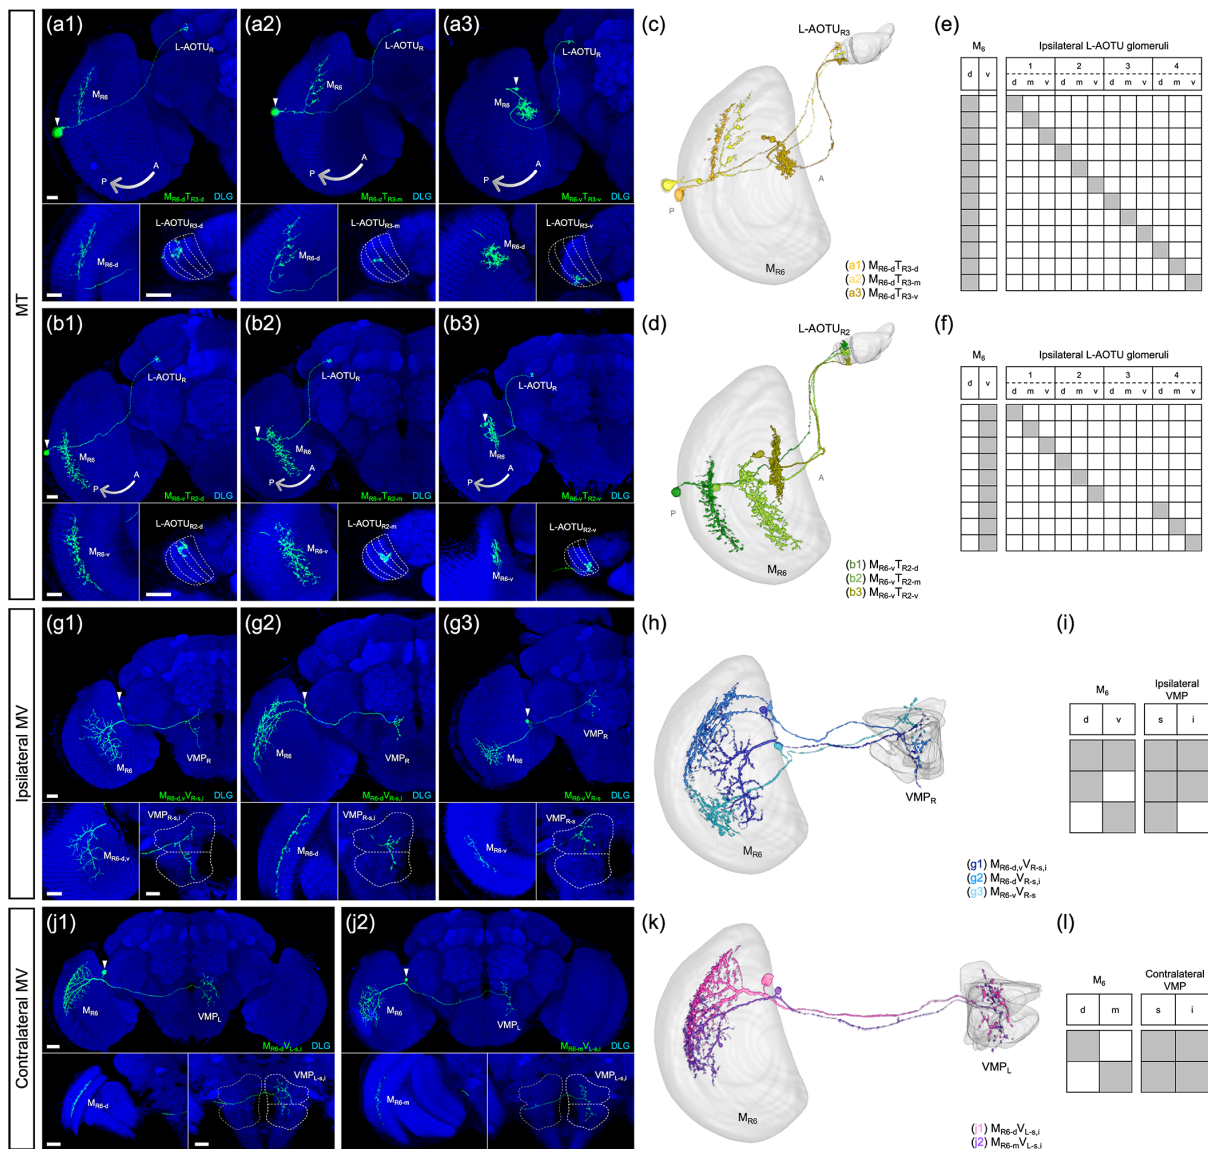 MT
(a1)
L-AOTU_R
M_R6
A
P
M_R6-dT_R3-d DLG
M_R6-d
L-AOTU_R3-d
(a2)
L-AOTU_R
M_R6
A
P
M_R6-dT_R3-m DLG
M_R6-d
L-AOTU_R3-m
(a3)
L-AOTU_R
M_R6
A
P
M_R6-vT_R3-v DLG
M_R6-d
L-AOTU_R3-v
(c)
L-AOTU_R3
A
P
M_R6
(a1) M_R6-dT_R3-d
(a2) M_R6-dT_R3-m
(a3) M_R6-dT_R3-v
(e)
M_6 Ipsilateral L-AOTU glomeruli
1 2 3 4
d v d m v d m v d m v d m v
(b1)
L-AOTU_R
M_R6
A
P
M_R6-vT_R2-d DLG
M_R6-v
L-AOTU_R2-d
(b2)
L-AOTU_R
M_R6
A
P
M_R6-vT_R2-m DLG
M_R6-v
L-AOTU_R2-m
(b3)
L-AOTU_R
M_R6
A
P
M_R6-vT_R2-v DLG
M_R6-v
L-AOTU_R2-v
(d)
L-AOTU_R2
A
P
M_R6
(b1) M_R6-vT_R2-d
(b2) M_R6-vT_R2-m
(b3) M_R6-vT_R2-v
(f)
M_6 Ipsilateral L-AOTU glomeruli
1 2 3 4
d v d m v d m v d m v d m v
Ipsilateral MV
(g1)
M_R6
VMP_R
M_R6-d,vV_R-s,i DLG
M_R6-d,v
VMP_R-s,i
(g2)
M_R6
VMP_R
M_R6-dV_R-s,i DLG
M_R6-d
VMP_R-s,i
(g3)
M_R6
VMP_R
M_R6-vV_R-s DLG
M_R6-v
VMP_R-s
(h)
VMP_R
M_R6
(g1) M_R6-d,vV_R-s,i
(g2) M_R6-dV_R-s,i
(g3) M_R6-vV_R-s
(i)
M_6 Ipsilateral
VMP
d v s i
Contralateral MV
(j1)
M_R6
VMP_L
M_R6-dV_L-s,i DLG
M_R6-d
VMP_L-s,i
(j2)
M_R6
VMP_L
M_R6-mV_L-s,i DLG
M_R6-m
VMP_L-s,i
(k)
VMP_L
M_R6
(j1) M_R6-dV_L-s,i
(j2) M_R6-mV_L-s,i
(l)
M_6 Contralateral
VMP
d m s i